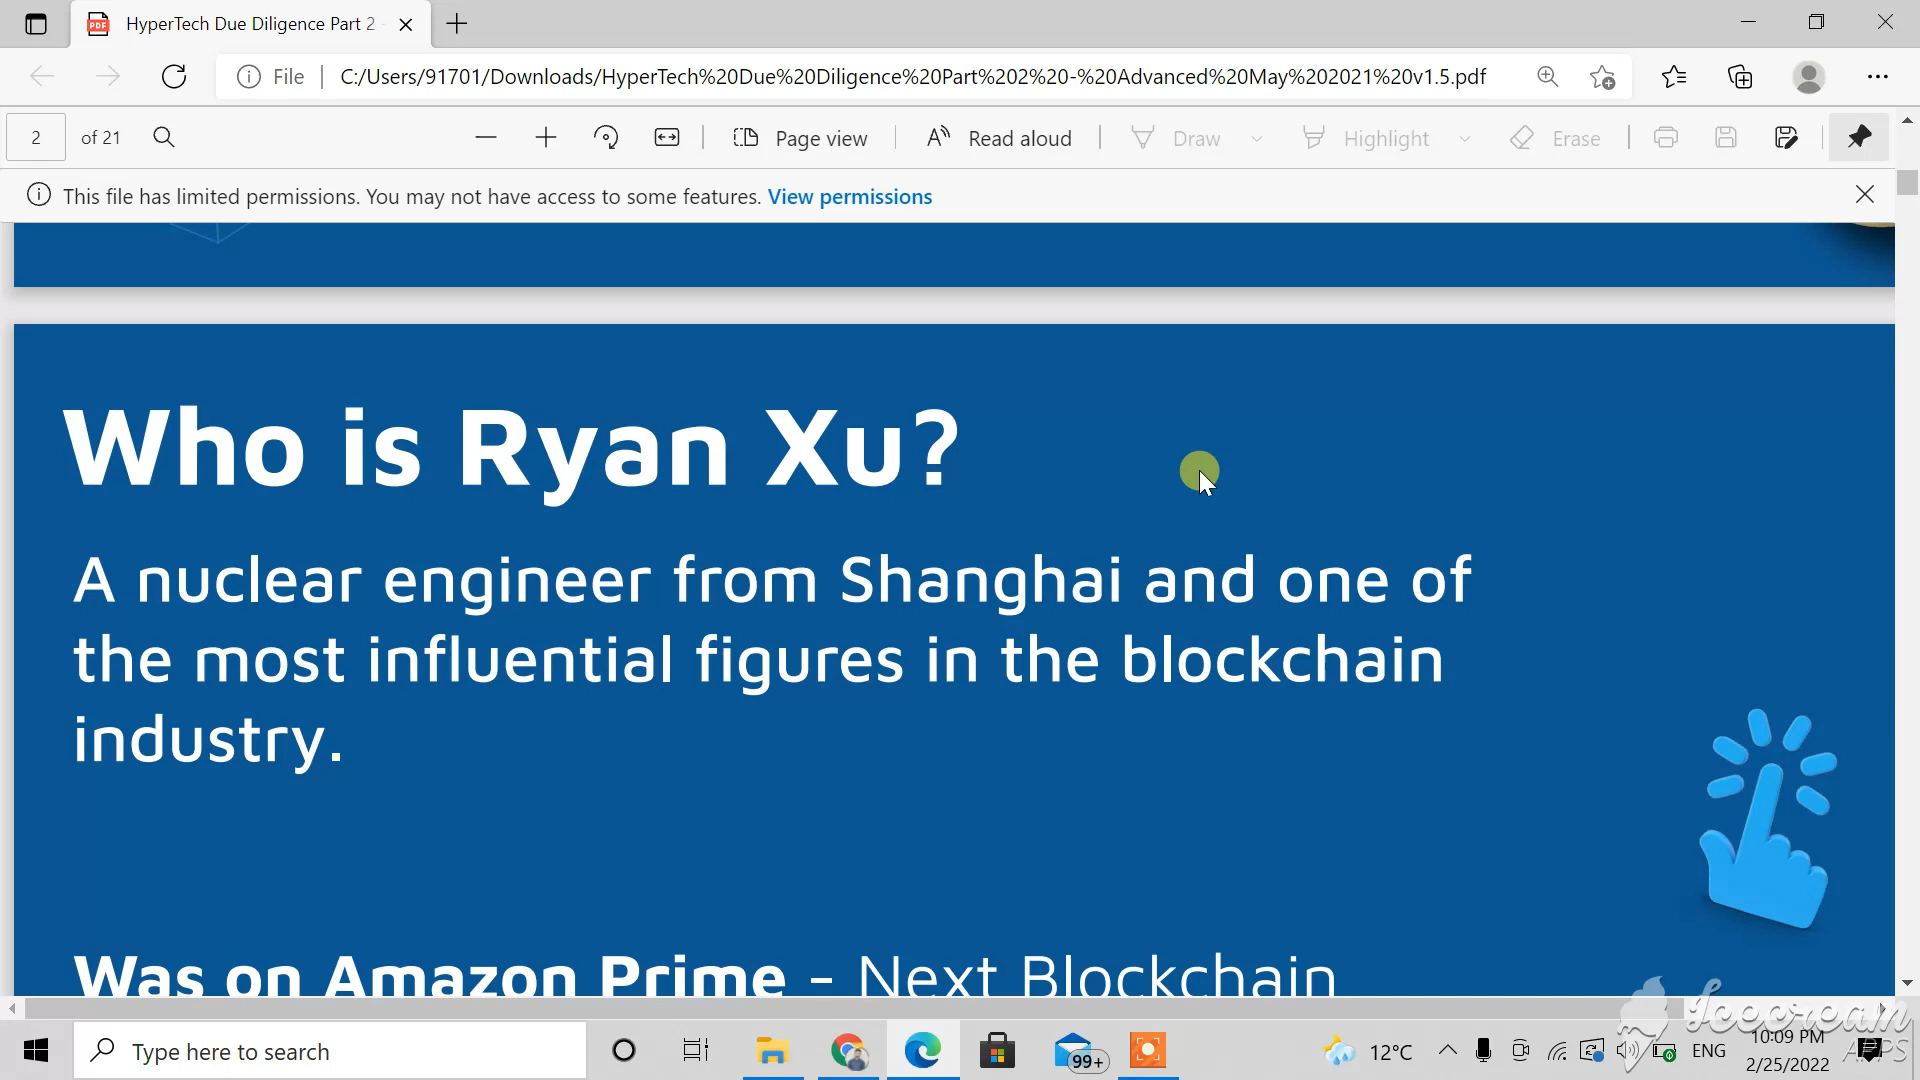 HyperTech Due Diligence Part 2 -
File
C:/Users/91701/Downloads/HyperTech%20Due%20Diligence%20Part%202%20-%20Advanced%20May%202021%20v1.5.pdf
2 of 21
Page view
Read aloud
Draw
Highlight
Erase
This file has limited permissions. You may not have access to some features. View permissions
Who is Ryan Xu?
A nuclear engineer from Shanghai and one of
the most influential figures in the blockchain
industry.
Was on Amazon Prime – Next Blockchain
Icecream
APPS
Type here to search
99+
12°C
ENG
10:09 PM
2/25/2022